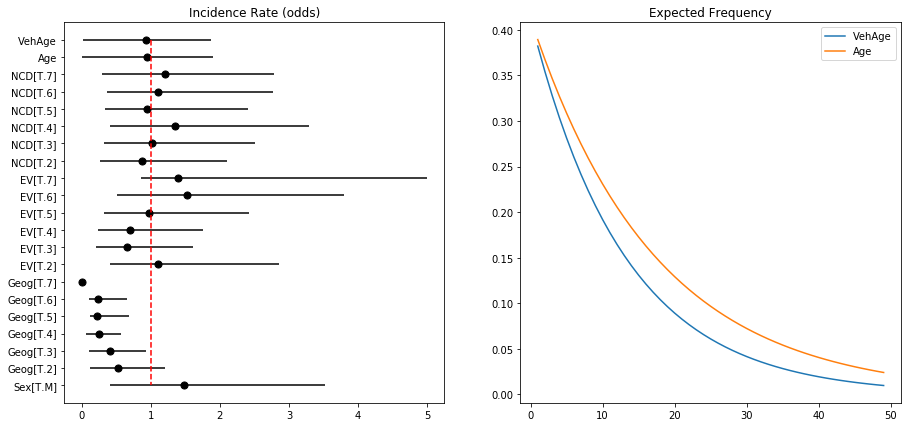 Incidence Rate (odds)
VehAge
Age
NCD[T.7]
NCD[T.6]
NCD[T.5]
NCD[T.4]
NCD[T.3]
NCD[T.2]
EV[T.7]
EV[T.6]
EV[T.5]
EV[T.4]
EV[T.3]
EV[T.2]
Geog[T.7]
Geog[T.6]
Geog[T.5]
Geog[T.4]
Geog[T.3]
Geog[T.2]
Sex[T.M]
0 1 2 3 4 5
Expected Frequency
VehAge
Age
0.40
0.35
0.30
0.25
0.20
0.15
0.10
0.05
0.00
0 10 20 30 40 50